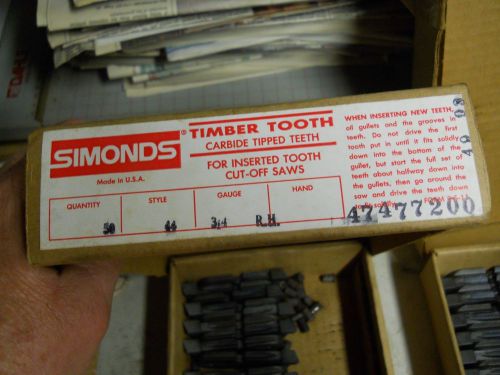 SIMONDS ®
Made in U.S.A.
TIMBER TOOTH
CARBIDE TIPPED TEETH
FOR INSERTED TOOTH
CUT-OFF SAWS
QUANTITY STYLE GAUGE HAND
50 44 R.H.
47477200
WHEN INSERTING NEW TEETH,
oil gullets and the grooves in
teeth. Do not drive the first
tooth put in until it fits solidly
down into the bottom of the
gullet, but start the full set of
teeth about halfway down into
the gullets, then go around the
saw and drive the teeth down
solidly. FORM